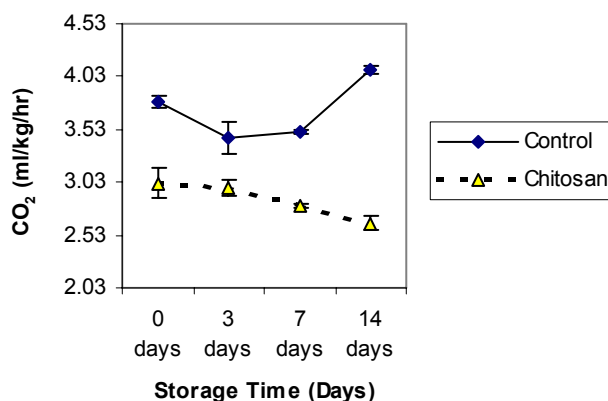 4.53
4.03
3.53
3.03
2.53
2.03
CO2 (ml/kg/hr)
0 days
3 days
7 days
14 days
Storage Time (Days)
Control
Chitosan